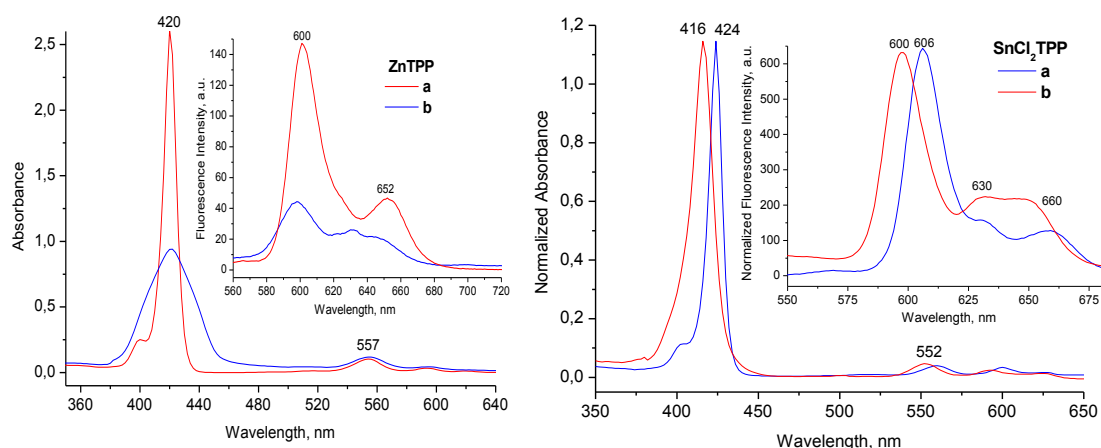 420
2,5
2,0
1,5
1,0
0,5
0,0
Absorbance
360 400 440 480 520 560 600 640
Wavelength, nm
557
600
652
ZnTPP
a
b
160
140
120
100
80
60
40
20
0
Fluorescence Intensity, a.u.
560 580 600 620 640 660 680 700 720
Wavelength, nm
1,2
1,0
0,8
0,6
0,4
0,2
0,0
Normalized Absorbance
416 424
350 400 450 500 550 600 650
Wavelength, nm
552
600 606
630
660
SnCl2TPP
a
b
600
500
400
300
200
100
0
Normalized Fluorescence Intensity, a.u.
550 575 600 625 650 675
Wavelength, nm